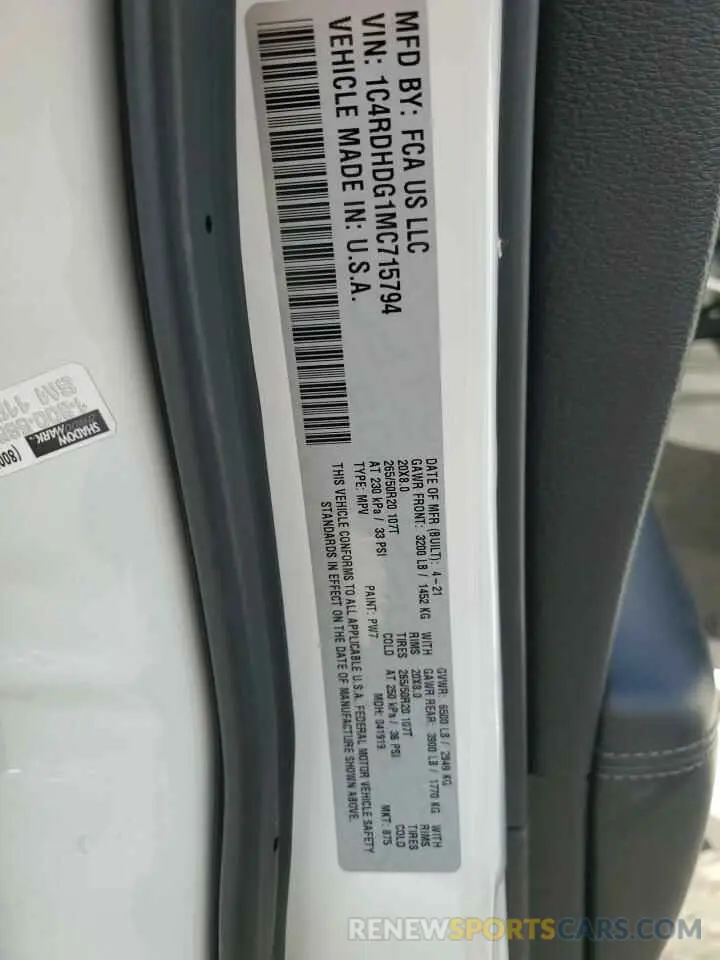 MFD BY: FCA US LLC
VIN: 1C4RDHDG1MC715794
VEHICLE MADE IN: U.S.A.
DATE OF MFR (BUILT): 4-21 GVWR: 6500 LB / 2949 KG
GAWR FRONT: 3200 LB / 1452 KG WITH GAWR REAR: 3900 LB / 1770 KG WITH
20X8.0 RIMS 20X8.0 RIMS
265/50R20 107T TIRES 265/50R20 107T TIRES
AT 230 kPa / 33 PSI COLD AT 250 kPa / 36 PSI COLD
TYPE: MPV PAINT: PW7 MDH: 041919 MKT: 875
THIS VEHICLE CONFORMS TO ALL APPLICABLE U.S.A. FEDERAL MOTOR VEHICLE SAFETY
STANDARDS IN EFFECT ON THE DATE OF MANUFACTURE SHOWN ABOVE.
SHADOW
MARK
(800
RENEWSPORTSCARS.COM